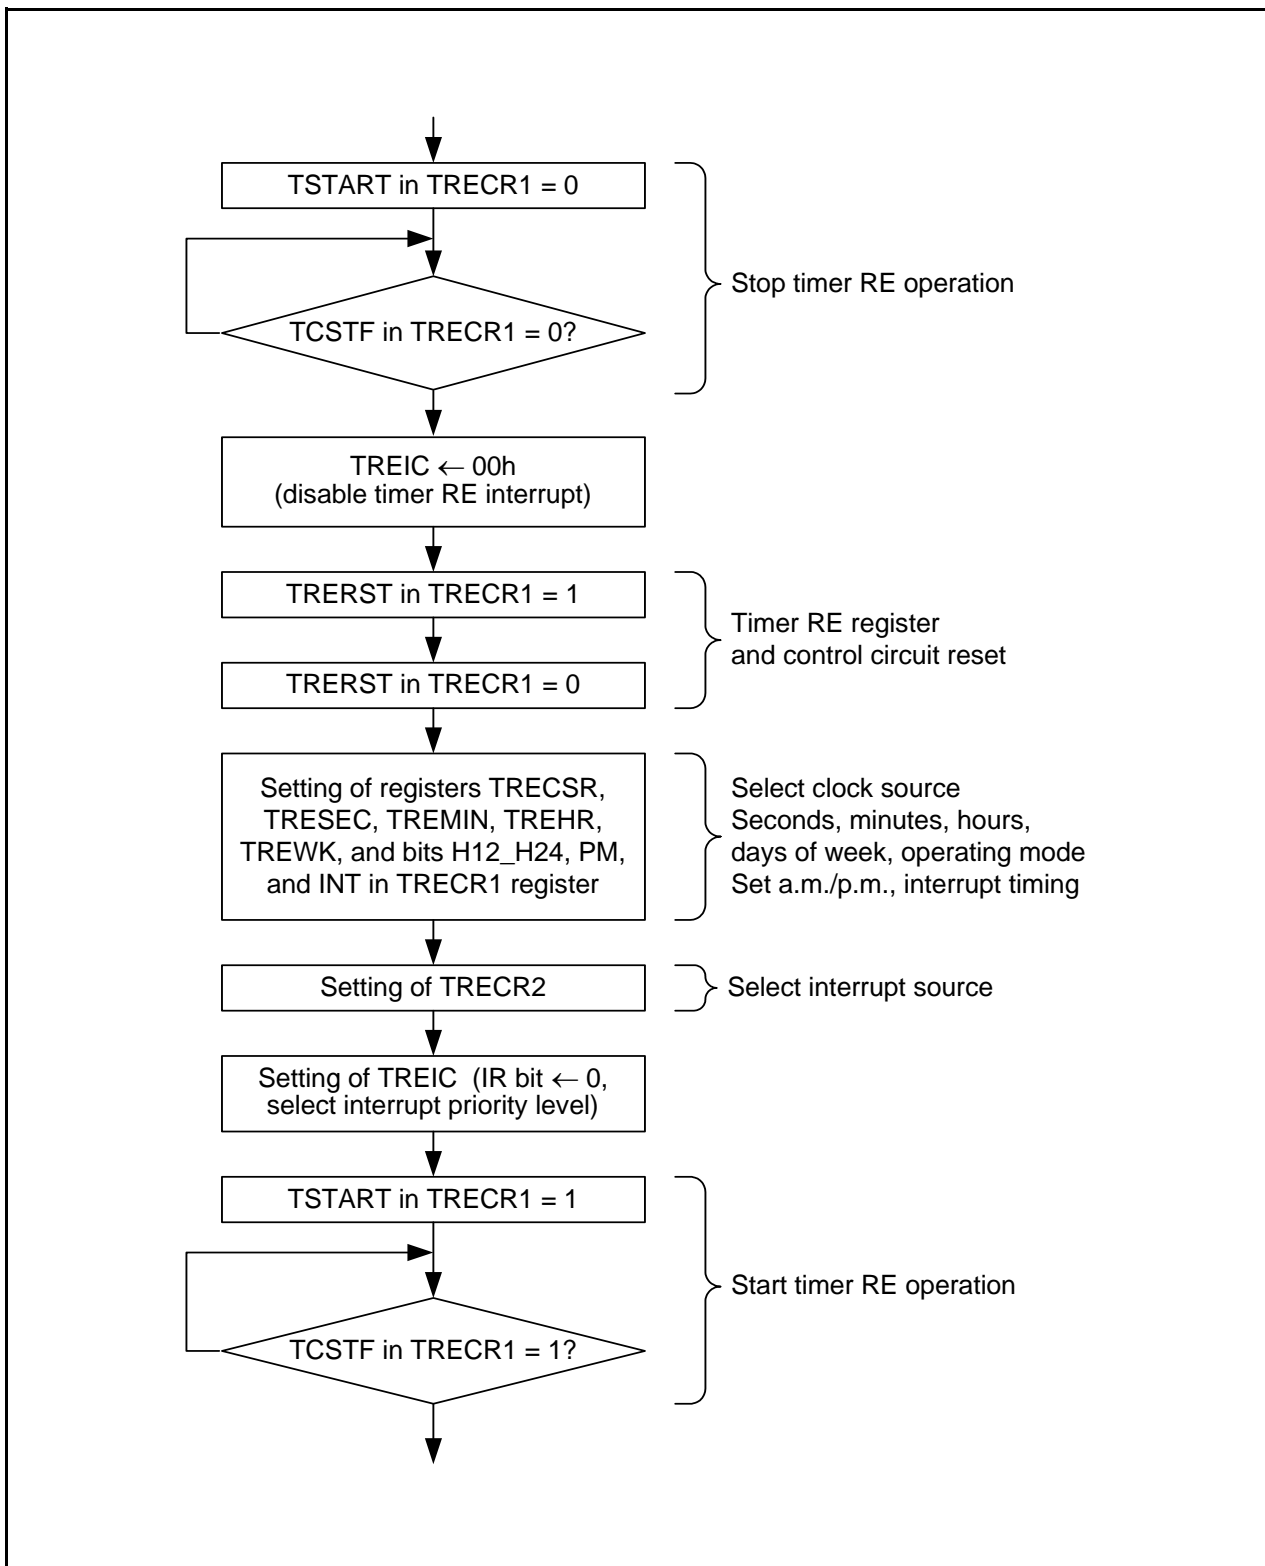 TSTART in TRECR1 = 0
TCSTF in TRECR1 = 0?
Stop timer RE operation
TREIC ← 00h
(disable timer RE interrupt)
TRERST in TRECR1 = 1
TRERST in TRECR1 = 0
Timer RE register
and control circuit reset
Setting of registers TRECSR,
TRESEC, TREMIN, TREHR,
TREWK, and bits H12_H24, PM,
and INT in TRECR1 register
Select clock source
Seconds, minutes, hours,
days of week, operating mode
Set a.m./p.m., interrupt timing
Setting of TRECR2
Select interrupt source
Setting of TREIC (IR bit ← 0,
select interrupt priority level)
TSTART in TRECR1 = 1
TCSTF in TRECR1 = 1?
Start timer RE operation